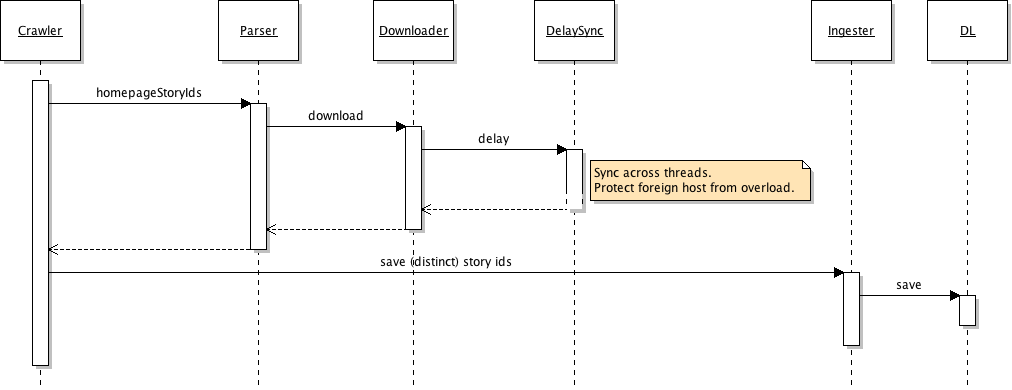 Crawler
Parser
Downloader
DelaySync
Ingester
DL
homepageStoryIds
download
delay
Sync across threads.
Protect foreign host from overload.
save (distinct) story ids
save